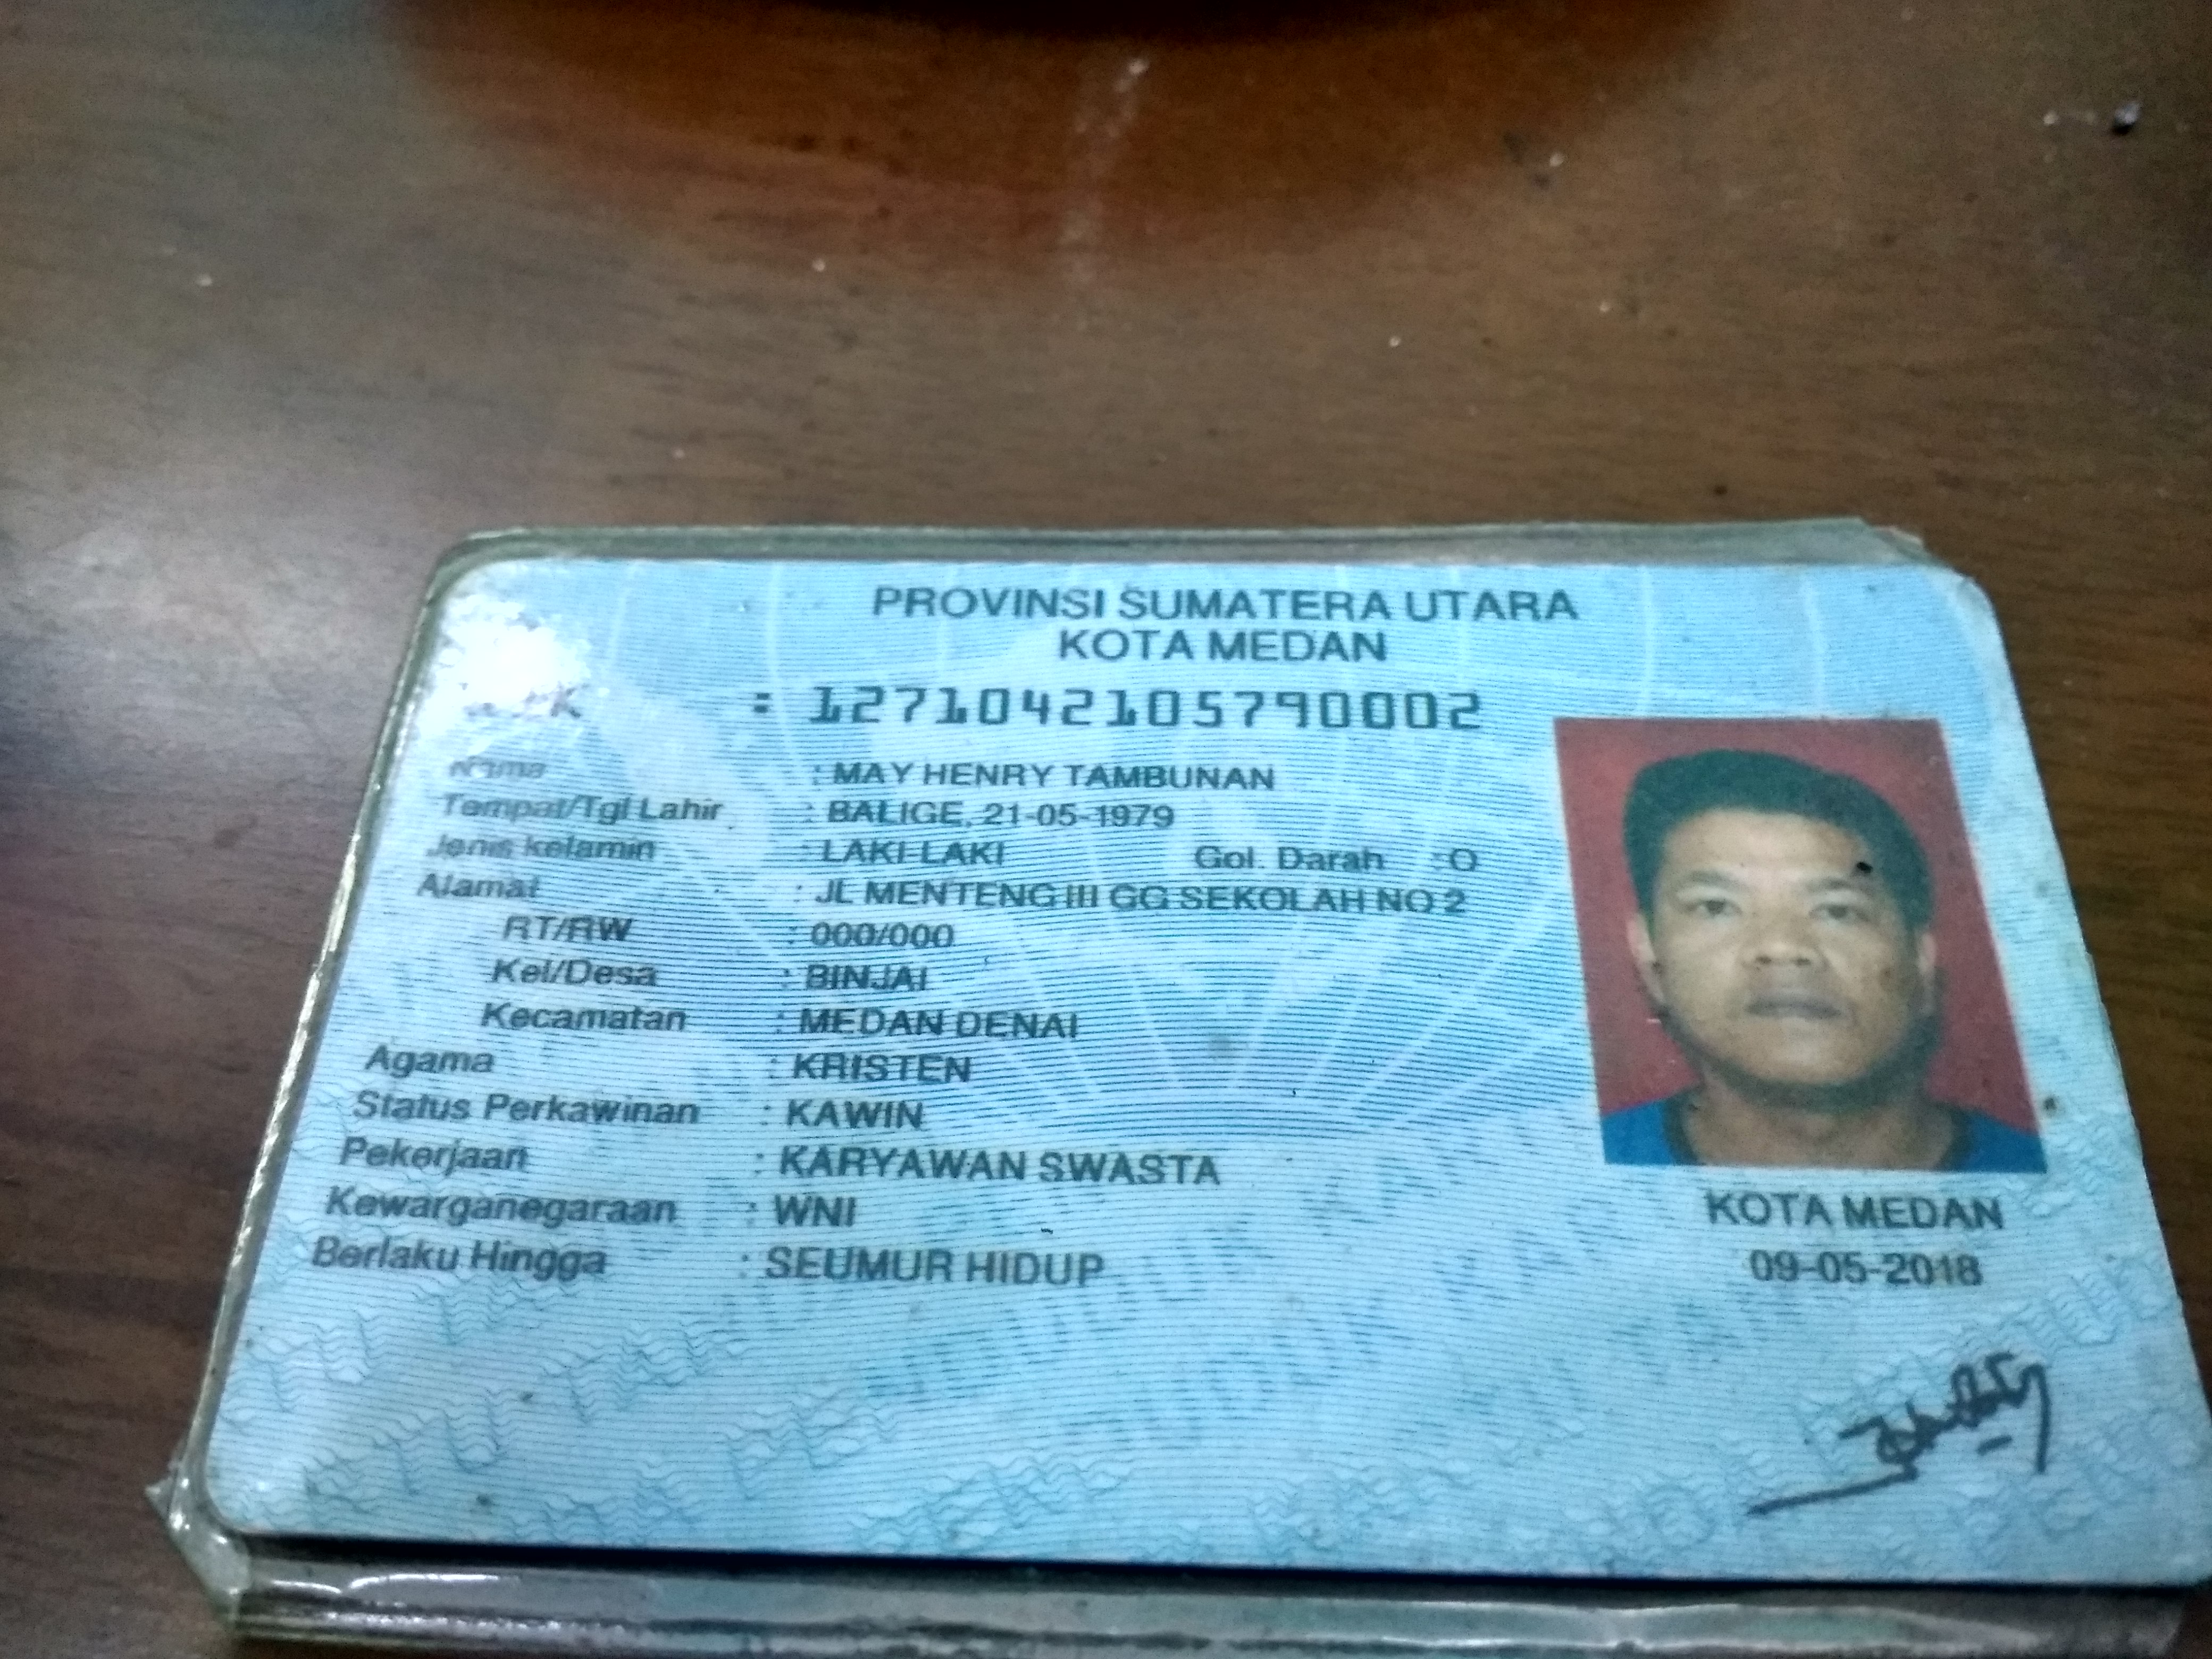 PROVINSI SUMATERA UTARA
KOTA MEDAN
NIK : 1271042105790002
Nama : MAY HENRY TAMBUNAN
Tempat/Tgl Lahir : BALIGE, 21-05-1979
Jenis kelamin : LAKI-LAKI Gol. Darah : O
Alamat : JL MENTENG III GG SEKOLAH NO 2
RT/RW : 000/000
Kel/Desa : BINJAI
Kecamatan : MEDAN DENAI
Agama : KRISTEN
Status Perkawinan : KAWIN
Pekerjaan : KARYAWAN SWASTA
Kewarganegaraan : WNI
Berlaku Hingga : SEUMUR HIDUP
KOTA MEDAN
09-05-2018